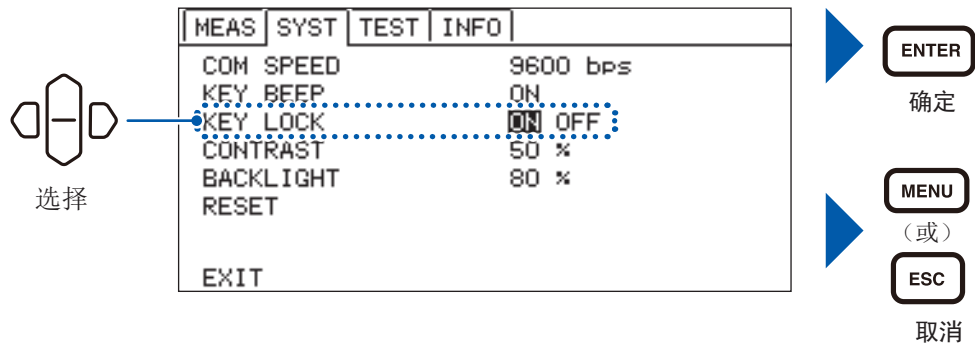 MEAS SYST TEST INFO
COM SPEED 9600 bps
KEY BEEP ON
KEY LOCK ON OFF
CONTRAST 50 %
BACKLIGHT 80 %
RESET
EXIT
选择
ENTER
确定
MENU
（或）
ESC
取消